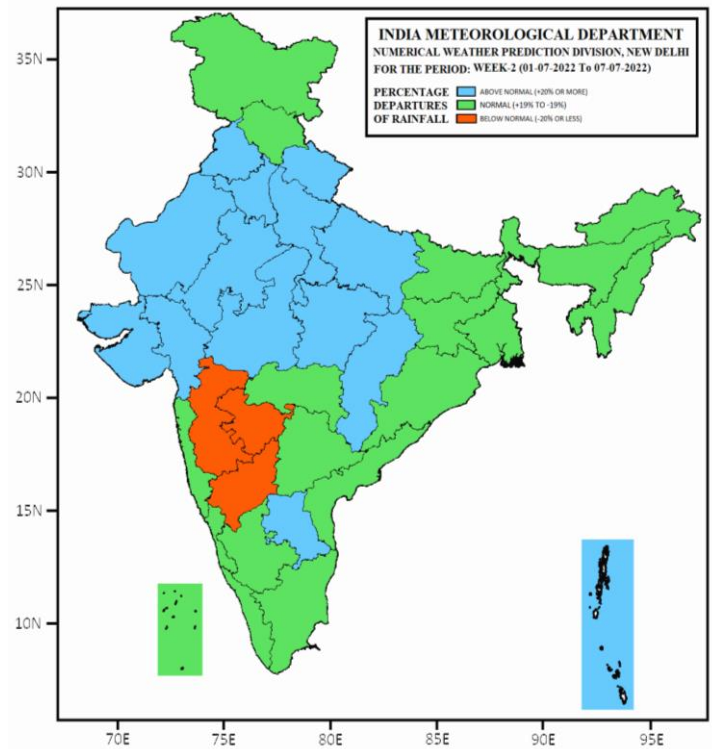 INDIA METEOROLOGICAL DEPARTMENT
NUMERICAL WEATHER PREDICTION DIVISION, NEW DELHI
FOR THE PERIOD: WEEK-2 (01-07-2022 To 07-07-2022)
PERCENTAGE ABOVE NORMAL (+20% OR MORE)
DEPARTURES NORMAL (+19% TO -19%)
OF RAINFALL BELOW NORMAL (-20% OR LESS)
35N
30N
25N
20N
15N
10N
70E 75E 80E 85E 90E 95E